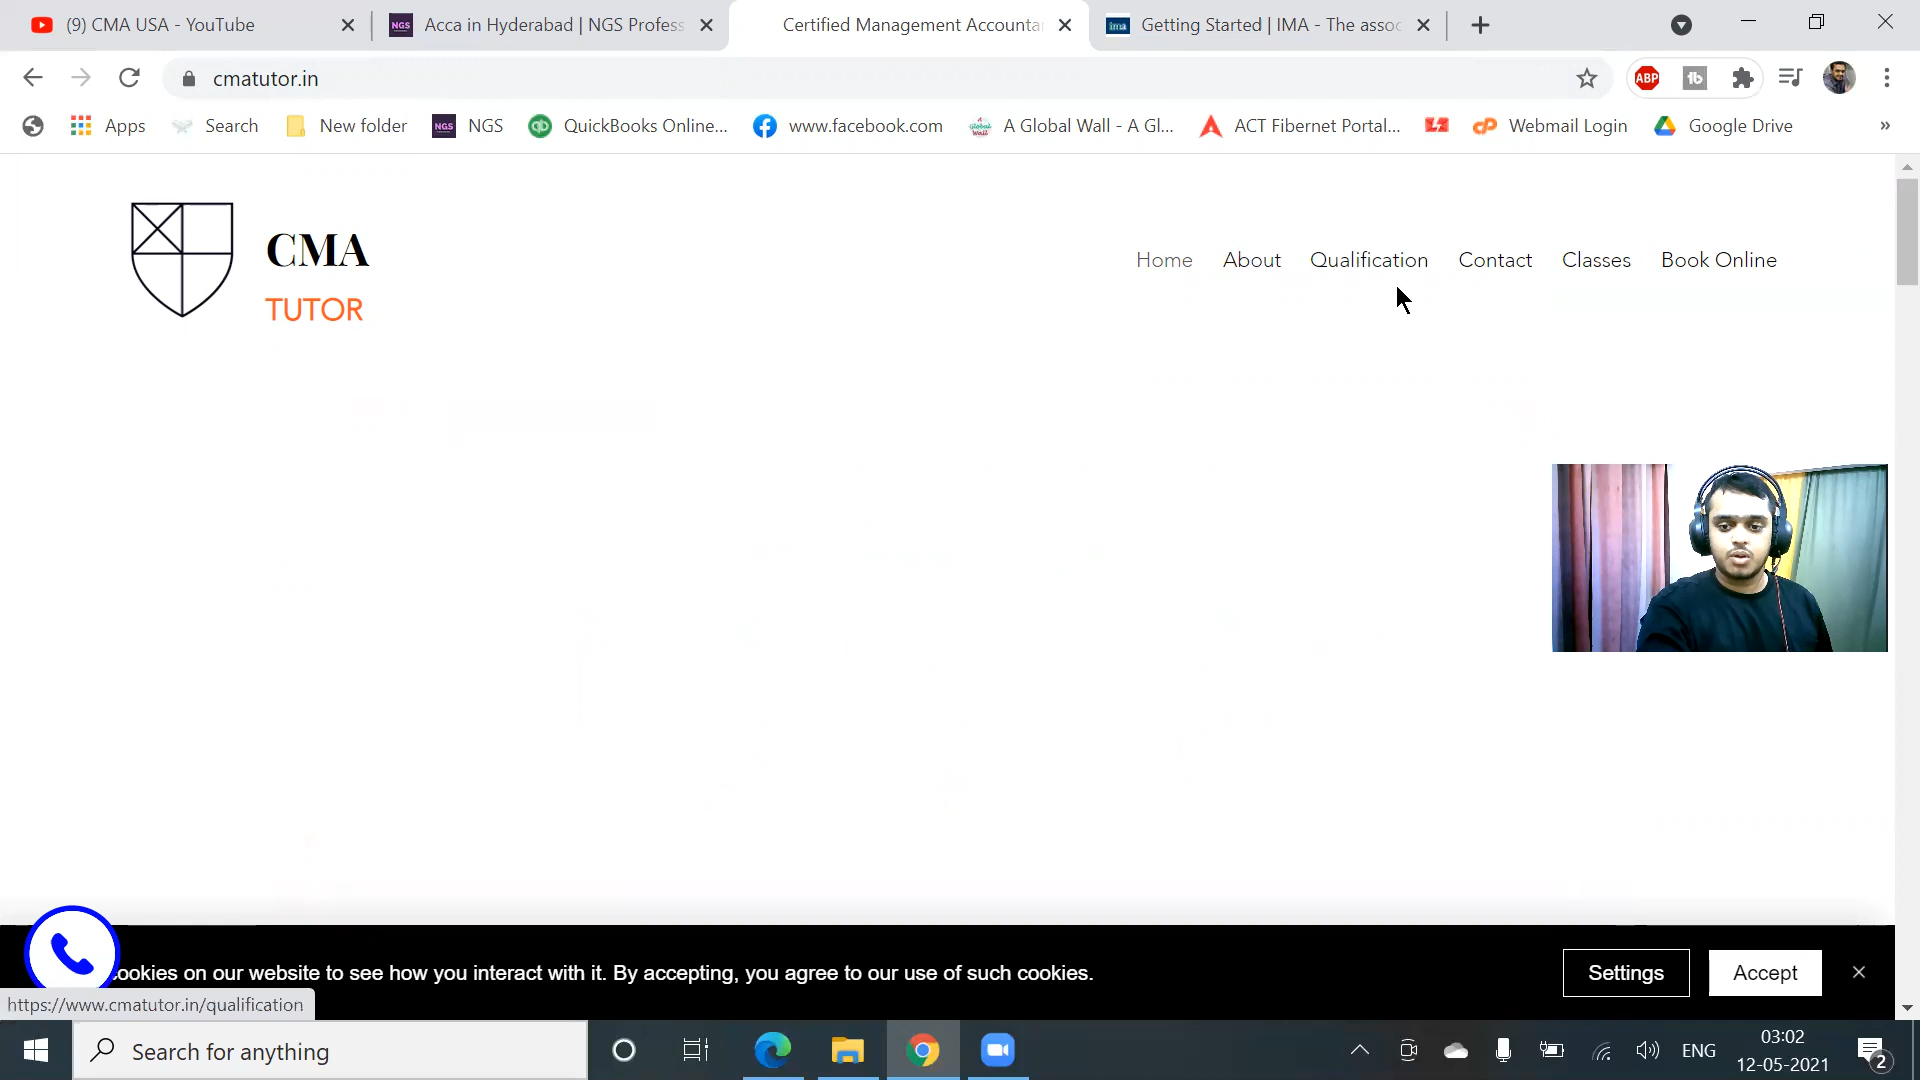 (9) CMA USA - YouTube
Acca in Hyderabad | NGS Profess
Certified Management Accounta
ima
Getting Started | IMA - The assoc
cmatutor.in
ABP
Apps
Search
New folder
NGS
NGS
QuickBooks Online...
www.facebook.com
A Global Wall - A Gl...
ACT Fibernet Portal...
Webmail Login
Google Drive
»
CMA
TUTOR
Home
About
Qualification
Contact
Classes
Book Online
ookies on our website to see how you interact with it. By accepting, you agree to our use of such cookies.
Settings
Accept
https://www.cmatutor.in/qualification
Search for anything
ENG
03:02
12-05-2021
2